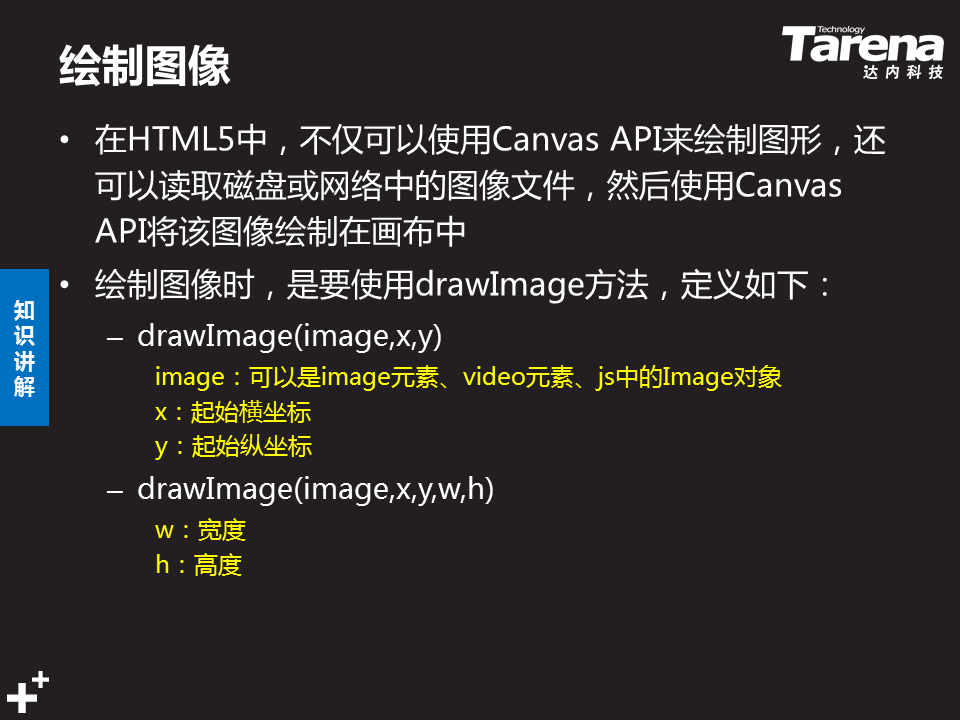 绘制图像
Technology
Tarena
达内科技
• 在HTML5中，不仅可以使用Canvas API来绘制图形，还
可以读取磁盘或网络中的图像文件，然后使用Canvas
API将该图像绘制在画布中
• 绘制图像时，是要使用drawImage方法，定义如下：
– drawImage(image,x,y)
image：可以是image元素、video元素、js中的Image对象
x：起始横坐标
y：起始纵坐标
– drawImage(image,x,y,w,h)
w：宽度
h：高度
知
识
讲
解